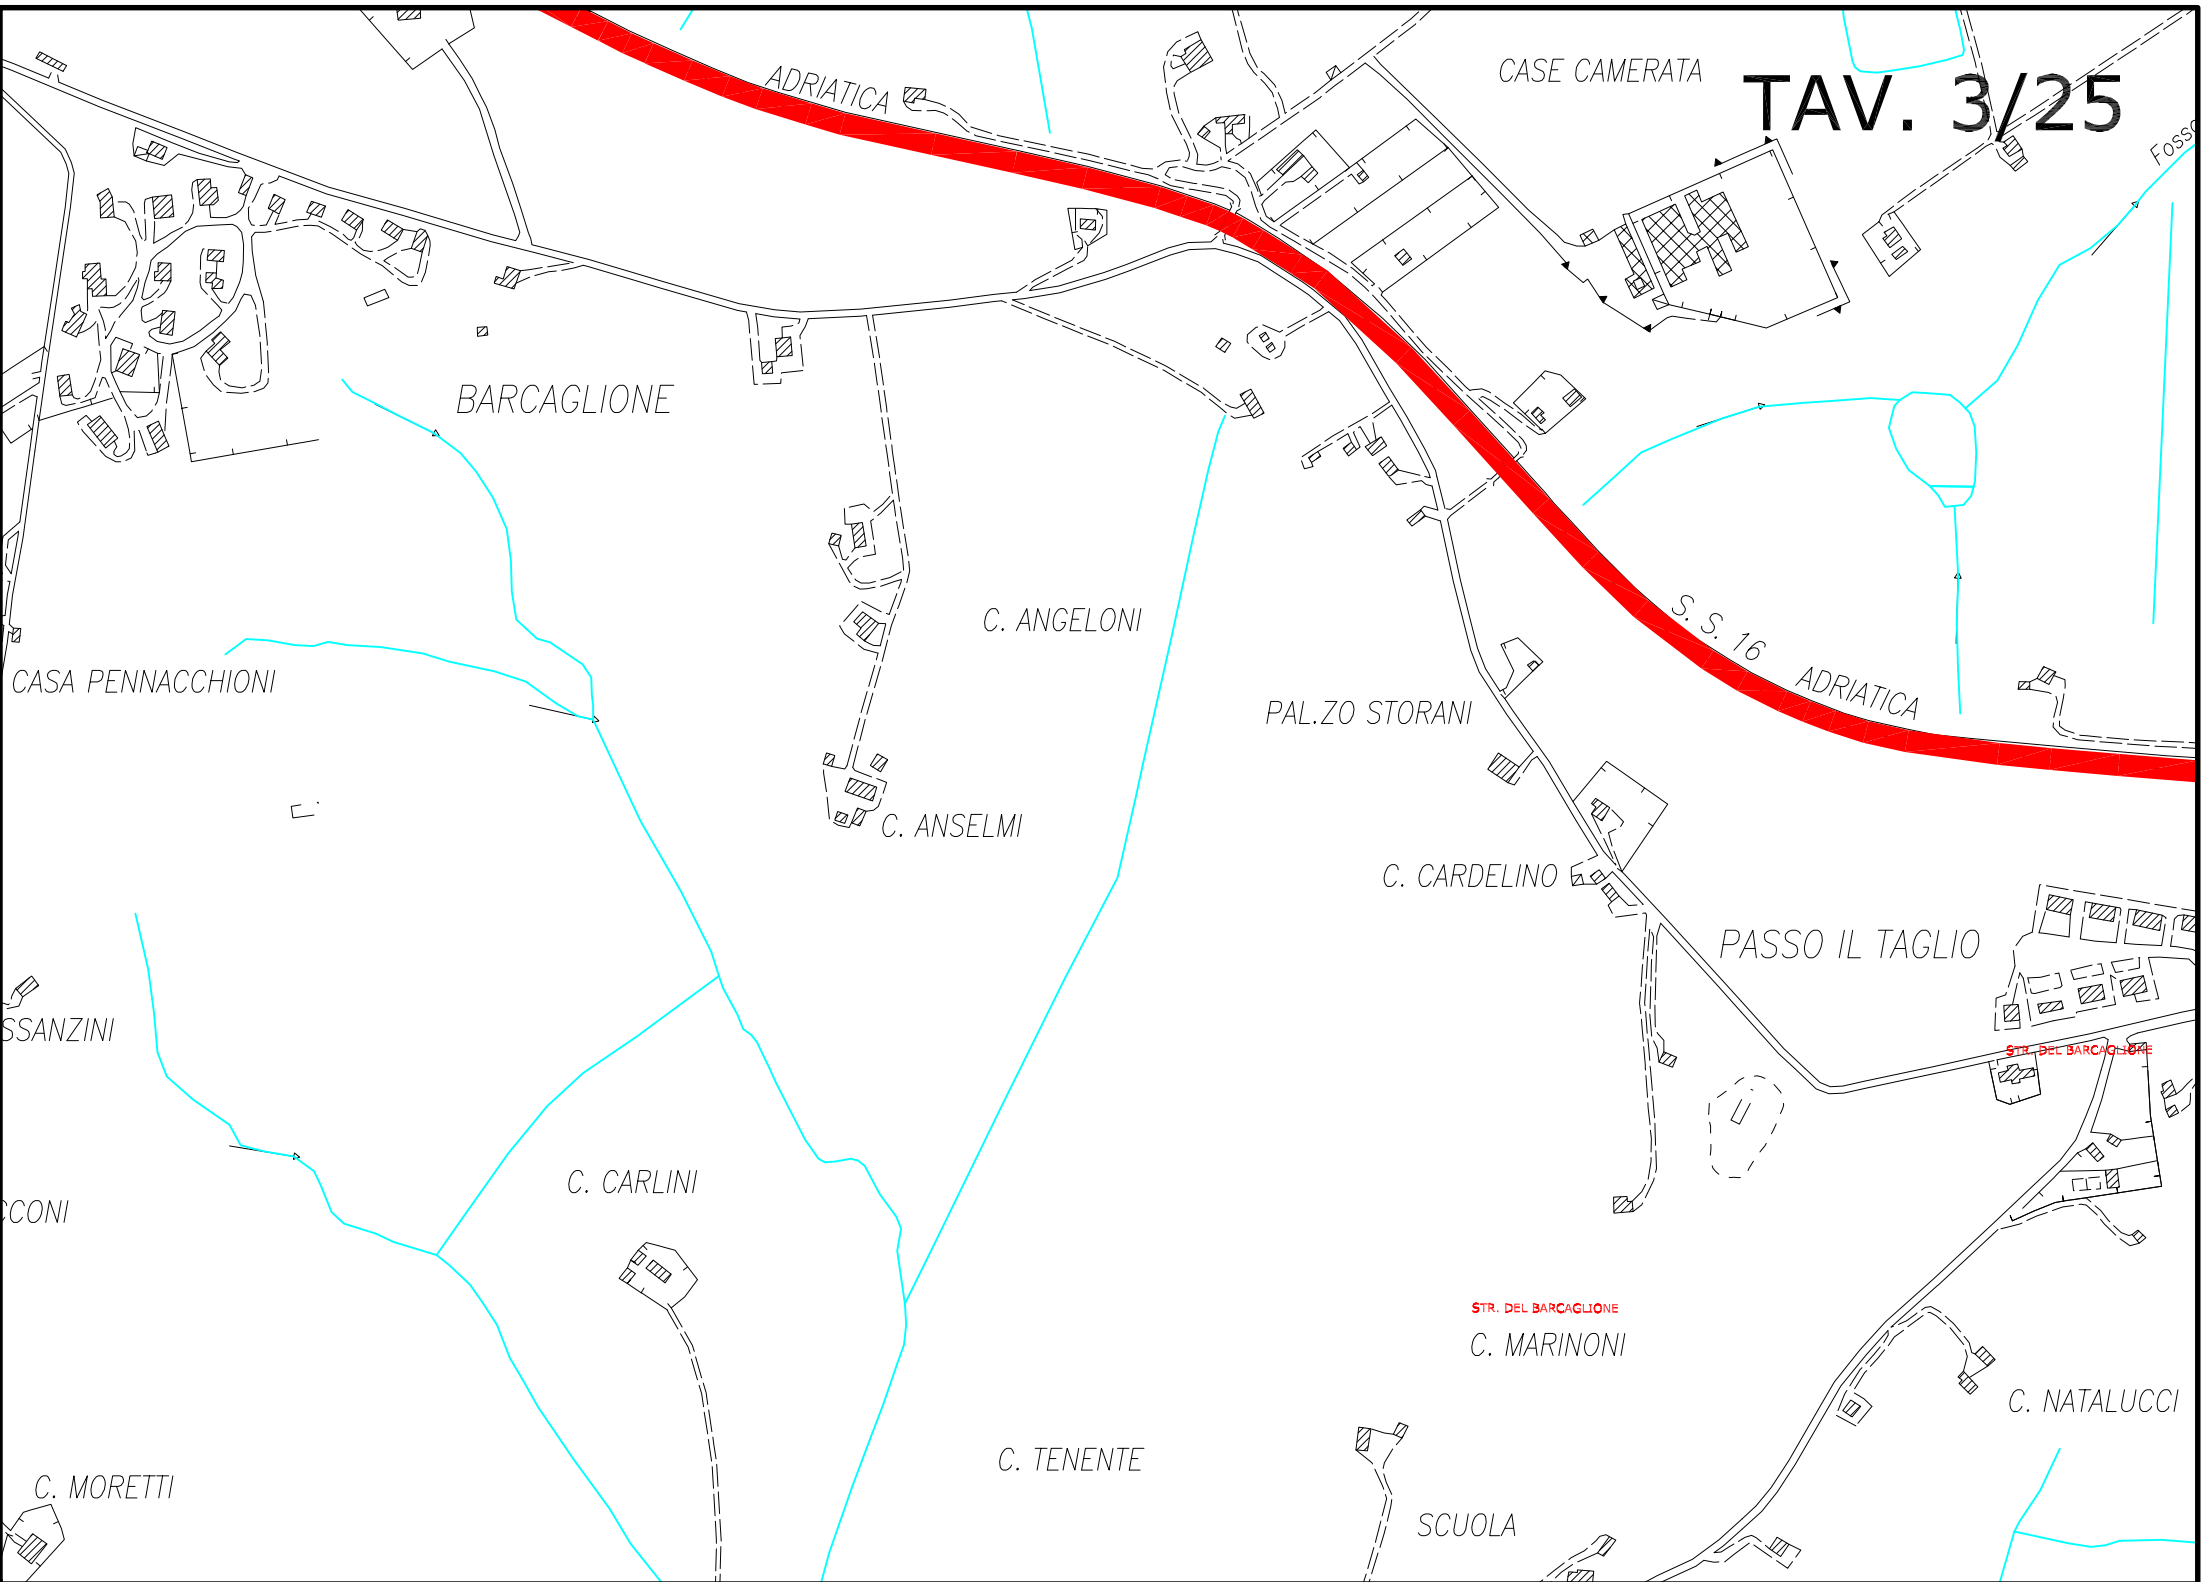 CASE CAMERATA
TAV. 3/25
ADRIATICA
Fosso
BARCAGLIONE
C. ANGELONI
S. S. 16 ADRIATICA
CASA PENNACCHIONI
PAL.ZO STORANI
C. ANSELMI
C. CARDELINO
PASSO IL TAGLIO
SSANZINI
STR. DEL BARCAGLIONE
C. CARLINI
CCONI
STR. DEL BARCAGLIONE
C. MARINONI
C. NATALUCCI
C. TENENTE
C. MORETTI
SCUOLA